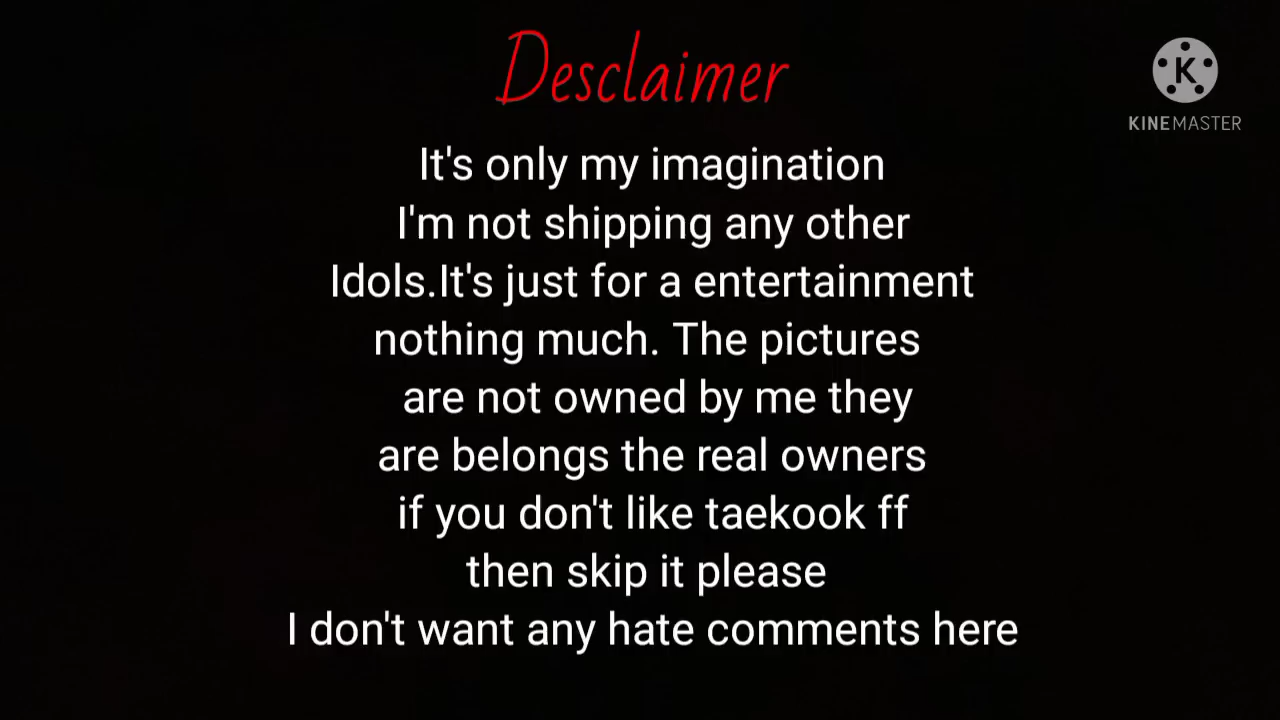 Desclaimer
K
KINEMASTER
It's only my imagination
I'm not shipping any other
Idols.It's just for a entertainment
nothing much. The pictures
are not owned by me they
are belongs the real owners
if you don't like taekook ff
then skip it please
I don't want any hate comments here